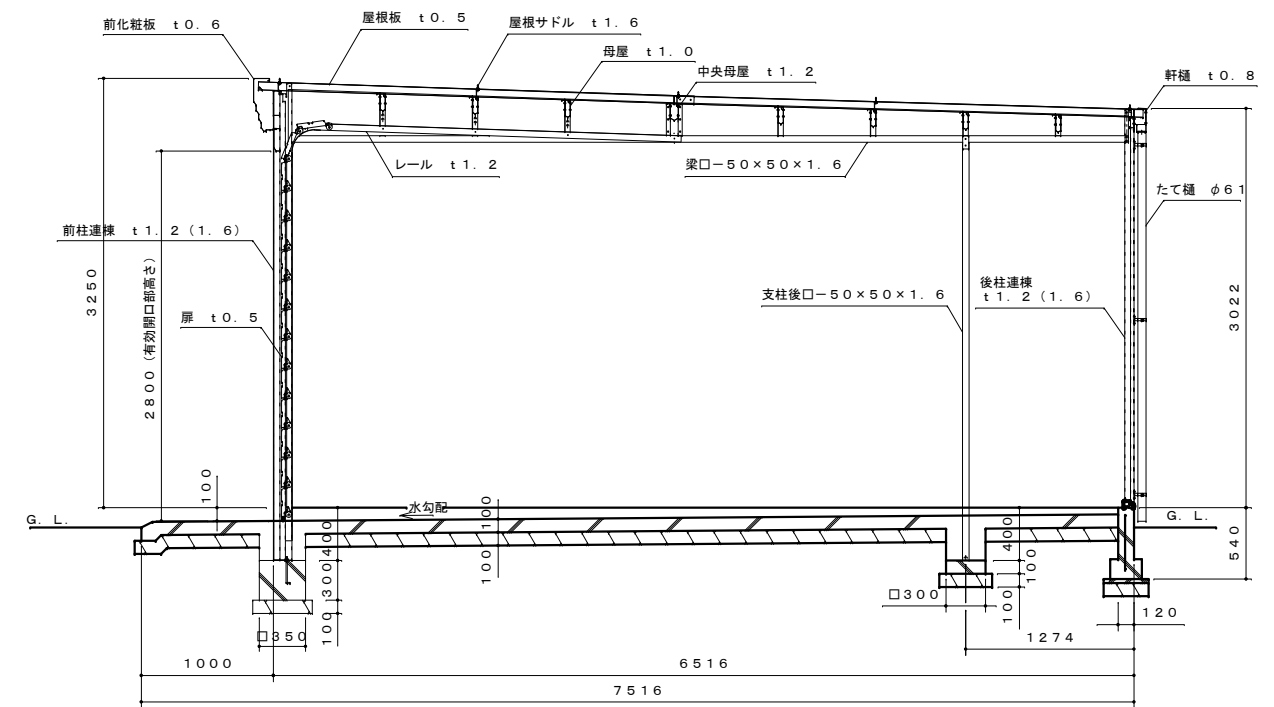 前化粧板　ｔ０．６
屋根板　ｔ０．５
屋根サドル　ｔ１．６
母屋　ｔ１．０
中央母屋　ｔ１．２
軒樋　ｔ０．８
レール　ｔ１．２
梁口－５０×５０×１．６
たて樋　φ６１
前柱連棟　ｔ１．２（１．６）
３２５０
２８００（有効開口部高さ）
扉　ｔ０．５
支柱後口－５０×５０×１．６
後柱連棟
ｔ１．２（１．６）
３０２２
１００
水勾配
Ｇ．Ｌ．
Ｇ．Ｌ．
４００
３００
１００
１００
１００
４００
１００
１００
５４０
□３５０
□３００
１２０
１２７４
１０００
６５１６
７５１６